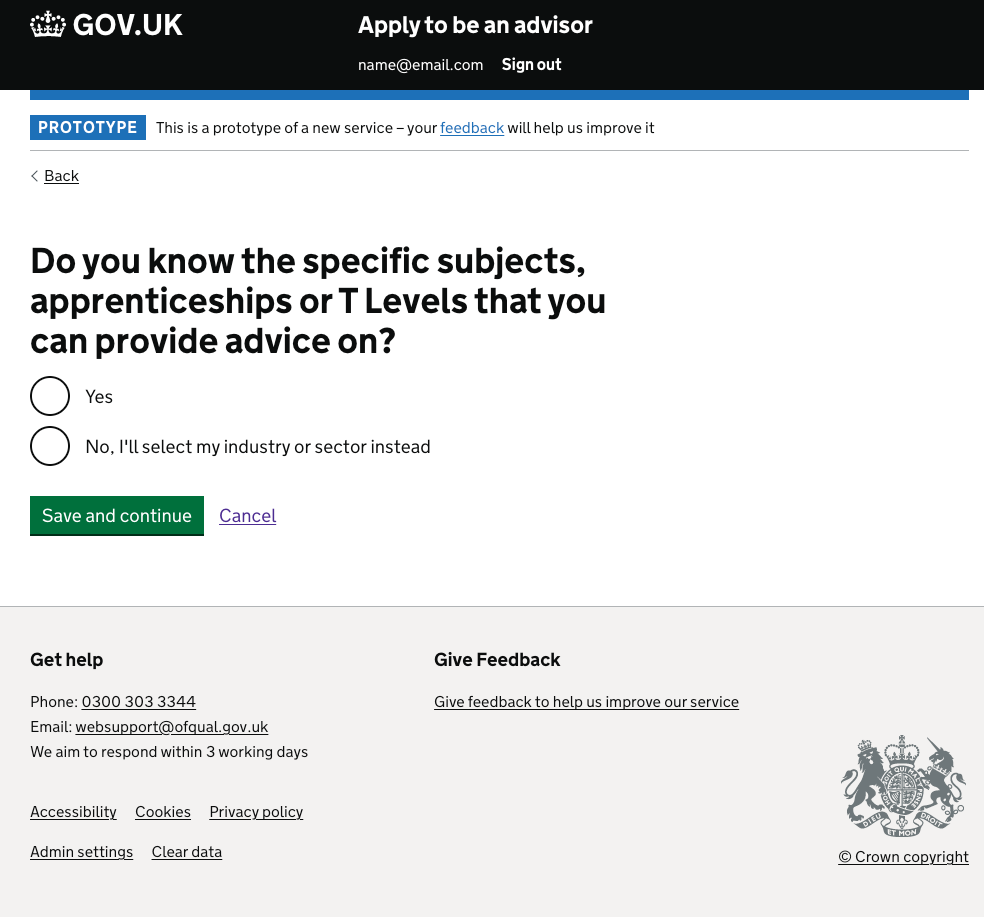 GOV.UK
Apply to be an advisor
name@email.com Sign out
PROTOTYPE This is a prototype of a new service – your feedback will help us improve it
Back
Do you know the specific subjects,
apprenticeships or T Levels that you
can provide advice on?
Yes
No, I'll select my industry or sector instead
Save and continue Cancel
Get help
Phone: 0300 303 3344
Email: websupport@ofqual.gov.uk
We aim to respond within 3 working days
Give Feedback
Give feedback to help us improve our service
Accessibility Cookies Privacy policy
Admin settings Clear data
DIEU ET MON DROIT
© Crown copyright